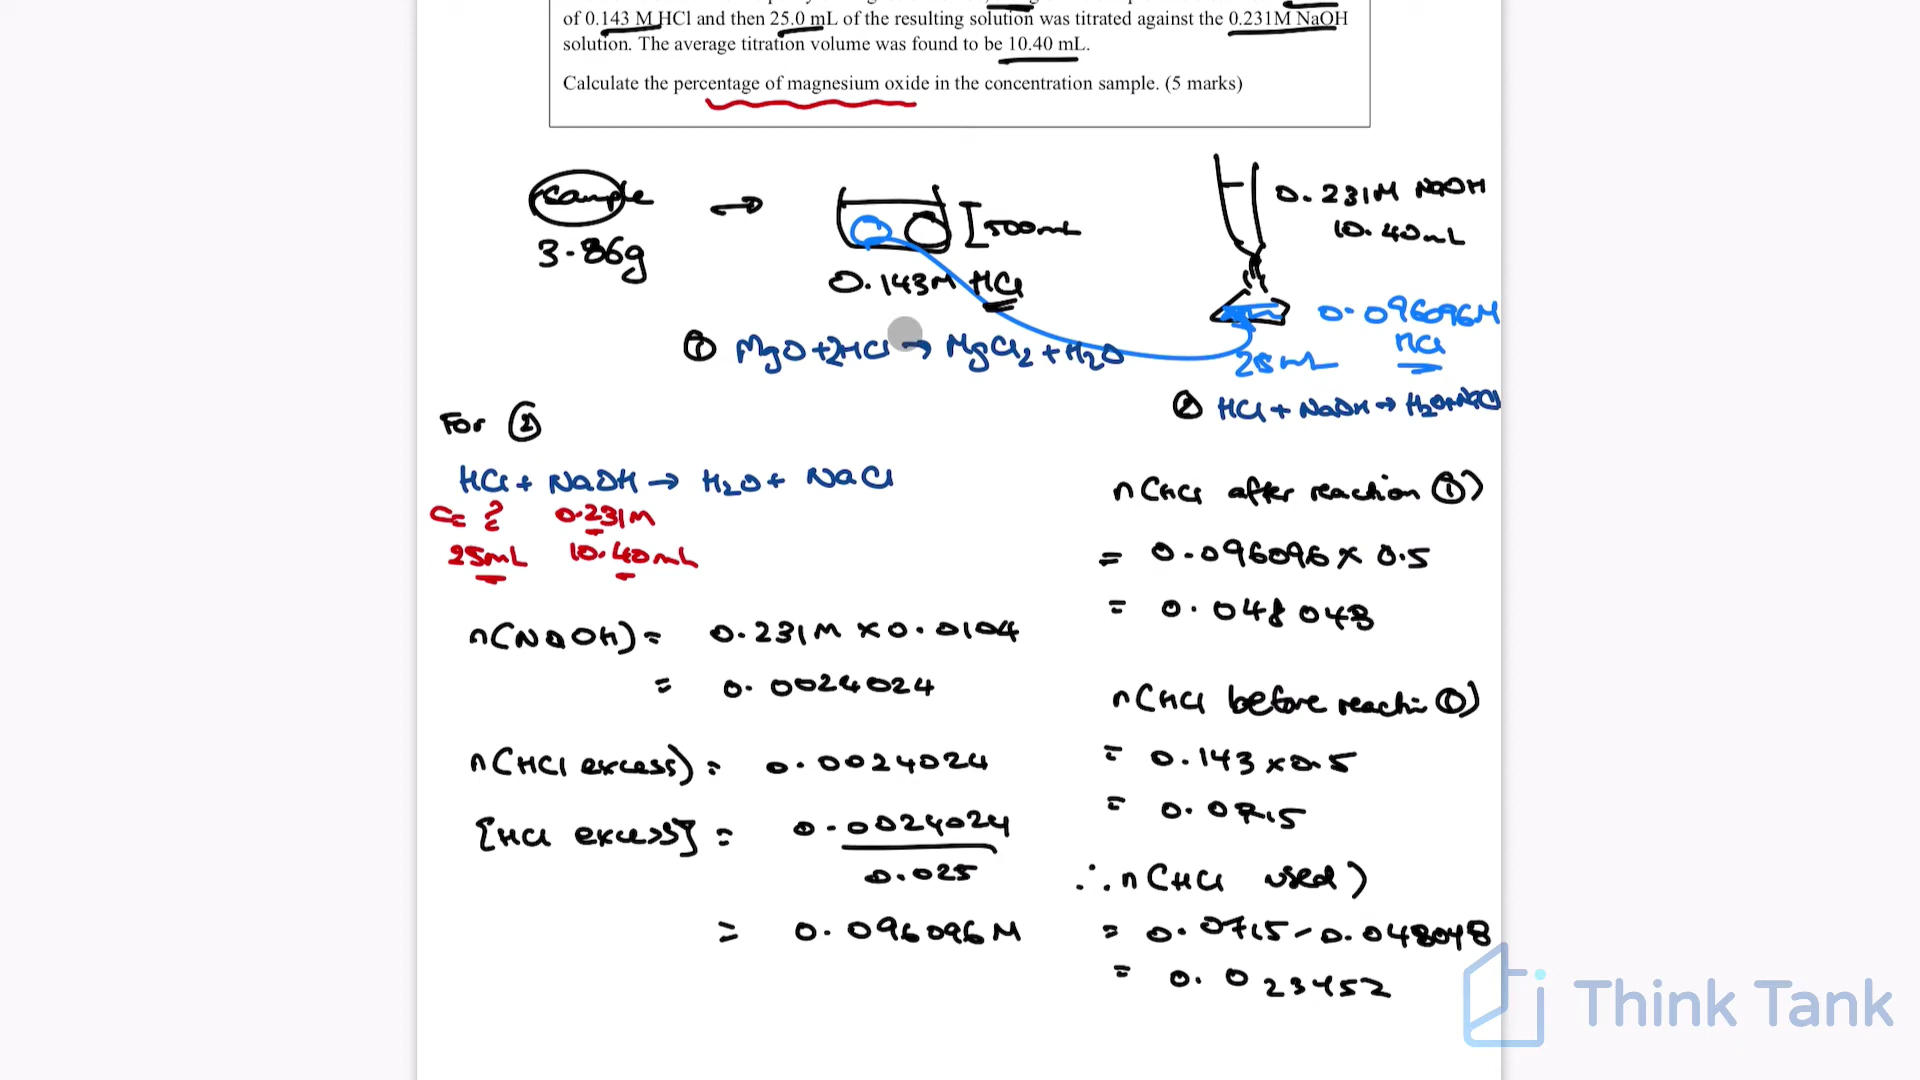 of 0.143 M HCl and then 25.0 mL of the resulting solution was titrated against the 0.231M NaOH
solution. The average titration volume was found to be 10.40 mL.
Calculate the percentage of magnesium oxide in the concentration sample. (5 marks)
sample
3.86g
500mL
0.143M HCl
0.231M NaOH
10.40mL
0.096096M
HCl
25mL
① MgO+2HCl → MgCl2 + H2O
② HCl + NaOH → H2O+NaCl
For ②
HCl + NaOH → H2O + NaCl
C= ? 0.231M
25mL 10.40mL
n(NaOH) = 0.231M x 0.0104
= 0.0024024
n(HCl excess) = 0.0024024
[HCl excess] = 0.0024024
0.025
= 0.096096M
n(HCl after reaction ①)
= 0.096096 x 0.5
= 0.048048
n(HCl before reacti ①)
= 0.143 x 0.5
= 0.0715
∴ n(HCl used)
= 0.0715 - 0.048048
= 0.023452
Think Tank